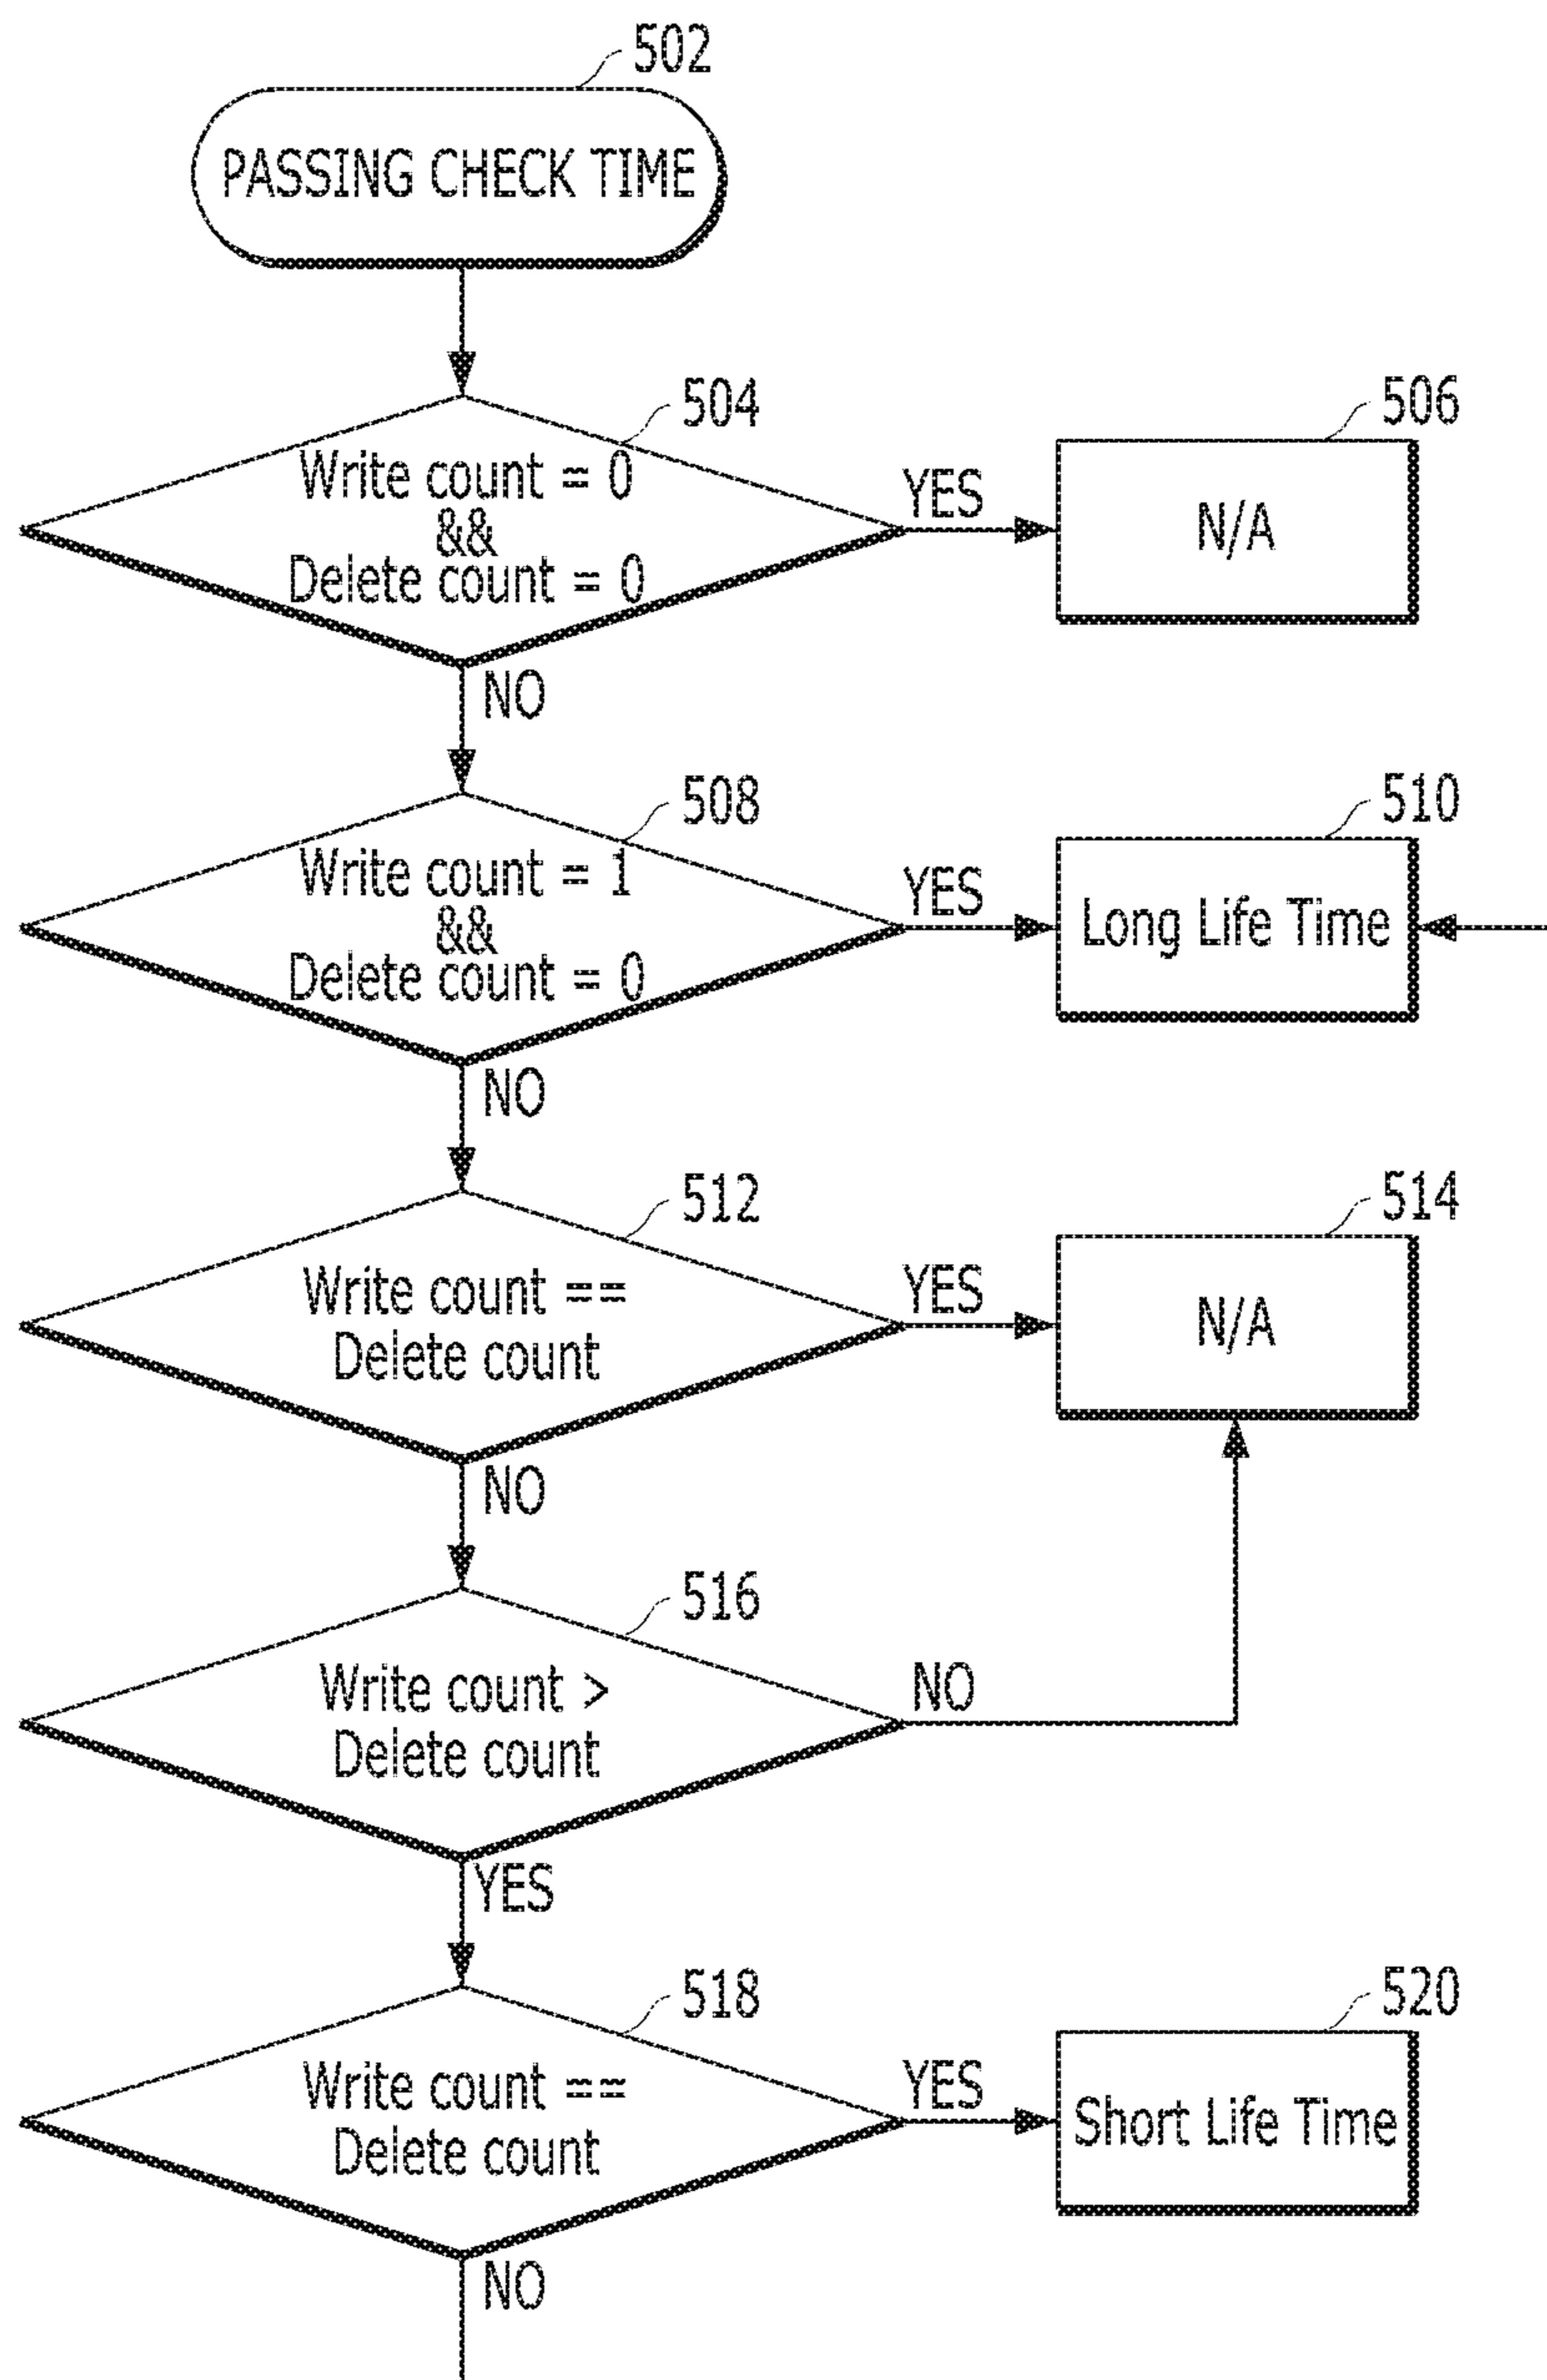 502
PASSING CHECK TIME
504
Write count = 0
&&
Delete count = 0
YES
506
N/A
NO
508
Write count = 1
&&
Delete count = 0
YES
510
Long Life Time
NO
512
Write count ==
Delete count
YES
514
N/A
NO
516
Write count >
Delete count
NO
YES
518
Write count ==
Delete count
YES
520
Short Life Time
NO